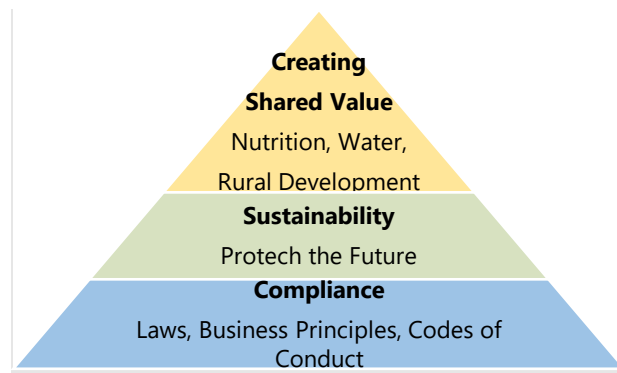 Creating
Shared Value
Nutrition, Water,
Rural Development
Sustainability
Protech the Future
Compliance
Laws, Business Principles, Codes of
Conduct